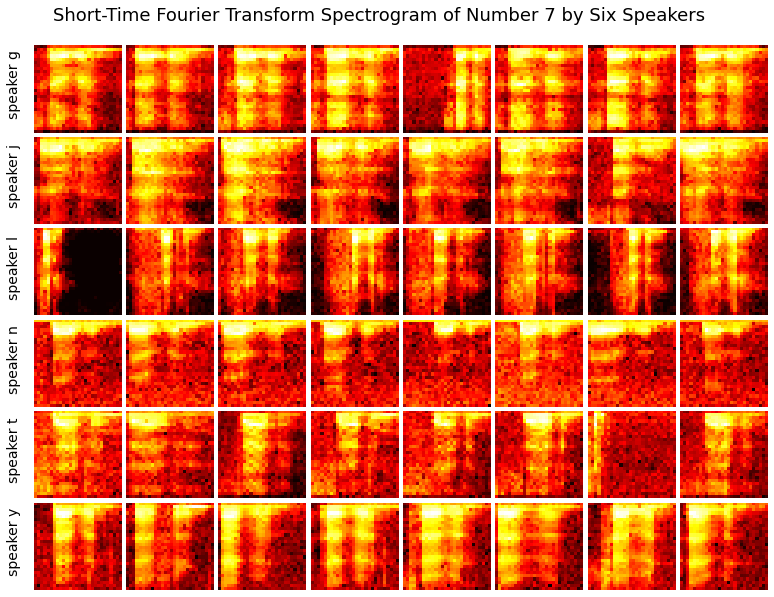 Short-Time Fourier Transform Spectrogram of Number 7 by Six Speakers
speaker g
speaker j
speaker l
speaker n
speaker t
speaker y